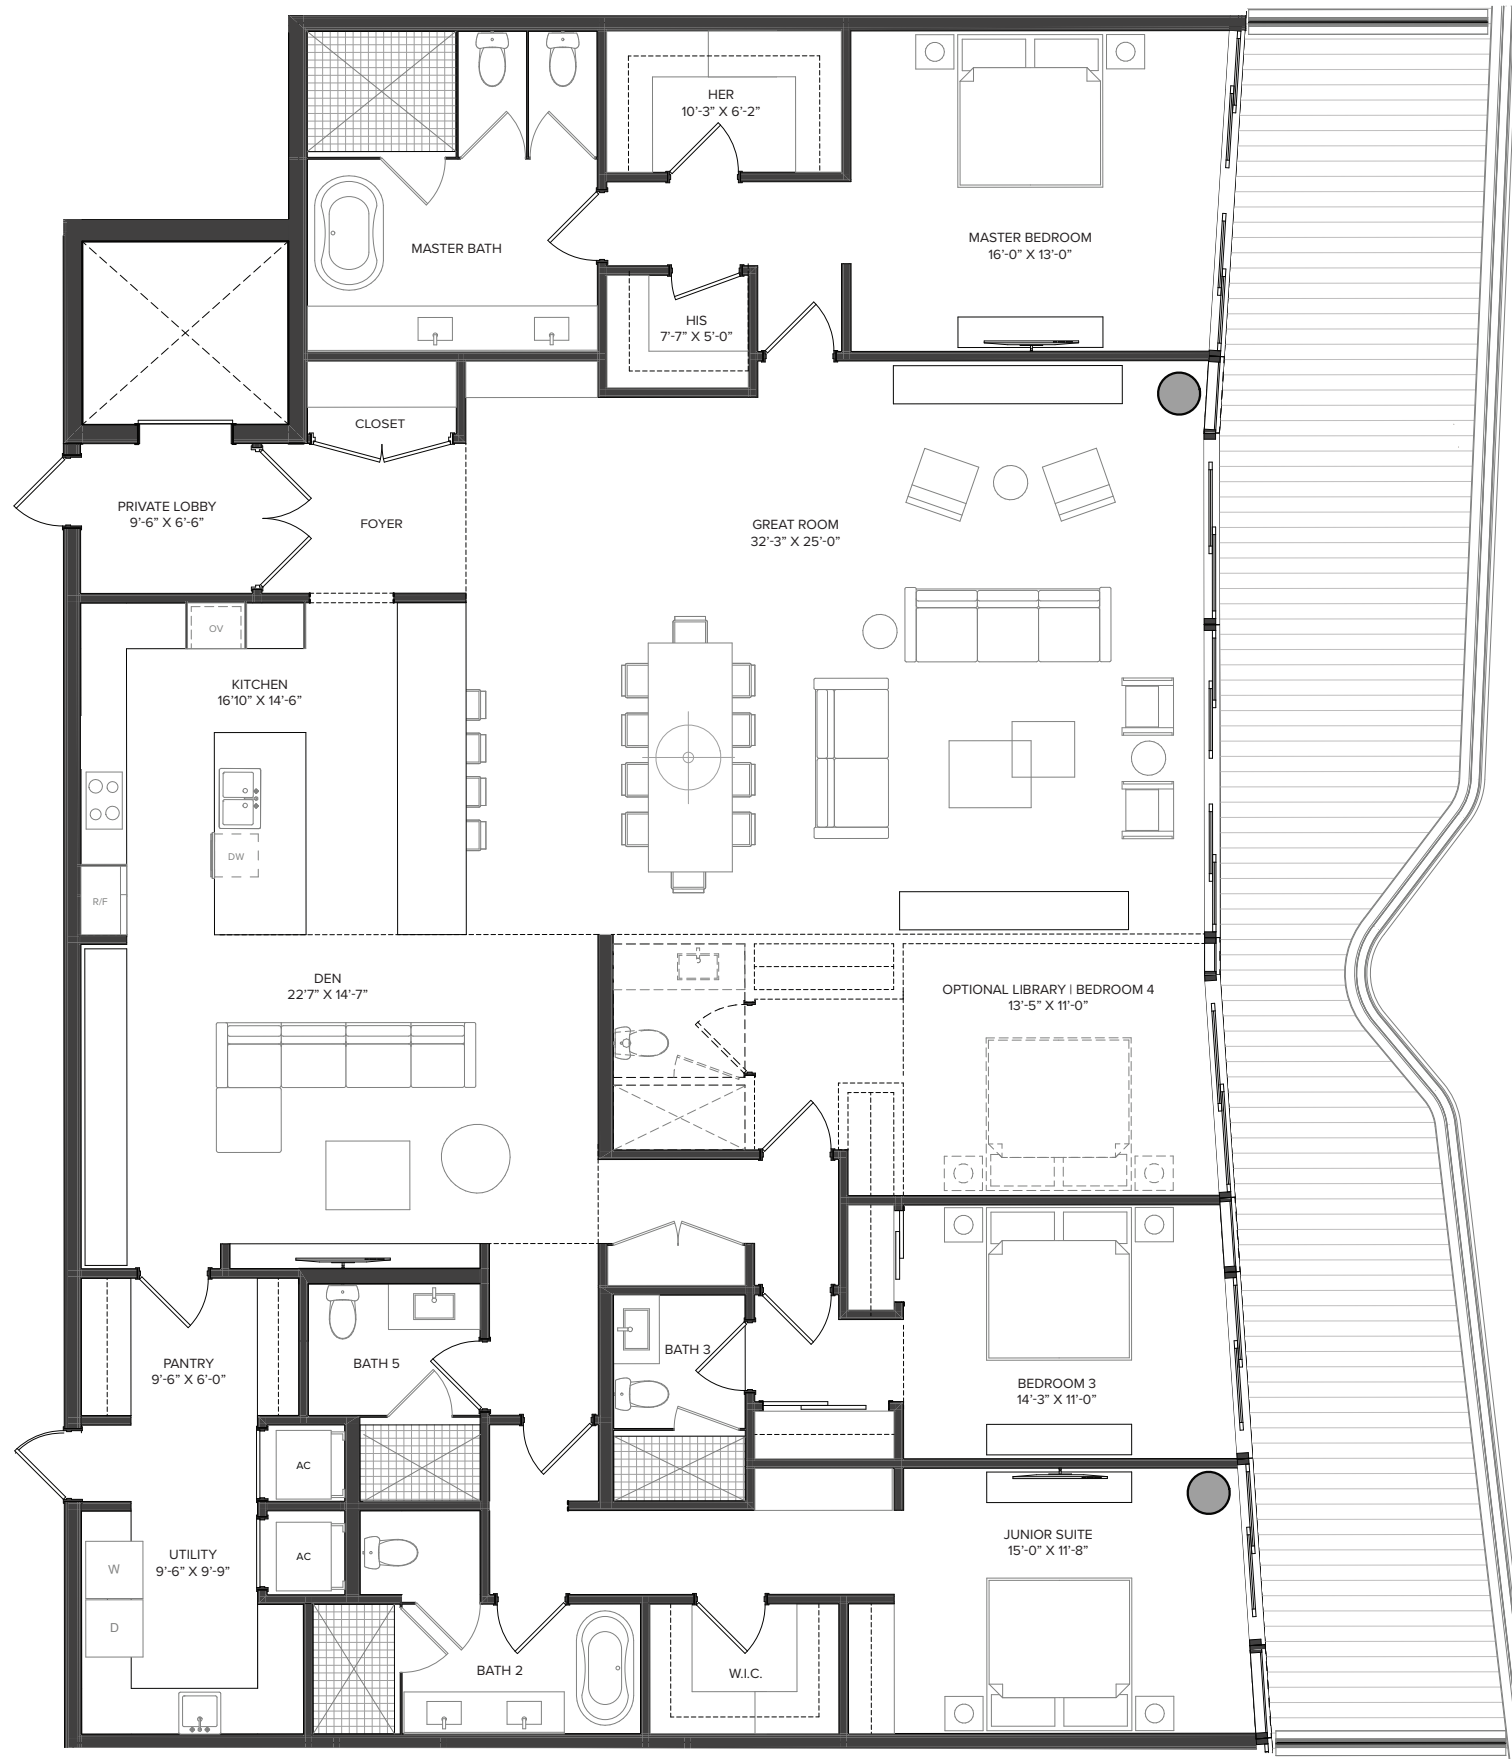 HER
10'-3" X 6'-2"
MASTER BATH
MASTER BEDROOM
16'-0" X 13'-0"
HIS
7'-7" X 5'-0"
CLOSET
PRIVATE LOBBY
9'-6" X 6'-6"
FOYER
GREAT ROOM
32'-3" X 25'-0"
OV
KITCHEN
16'10" X 14'-6"
DW
R/F
DEN
22'7" X 14'-7"
OPTIONAL LIBRARY | BEDROOM 4
13'-5" X 11'-0"
PANTRY
9'-6" X 6'-0"
BATH 5
BATH 3
BEDROOM 3
14'-3" X 11'-0"
AC
AC
UTILITY
9'-6" X 9'-9"
W
D
JUNIOR SUITE
15'-0" X 11'-8"
BATH 2
W.I.C.